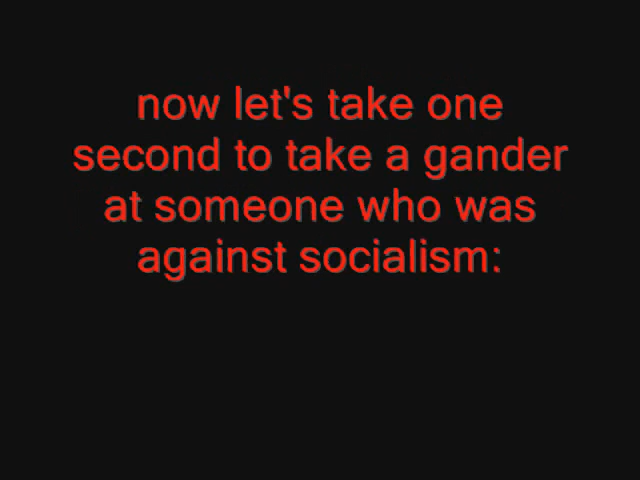 now let's take one
second to take a gander
at someone who was
against socialism: